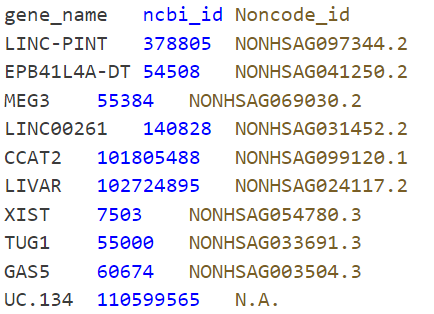 gene_name ncbi_id Noncode_id
LINC-PINT 378805 NONHSAG097344.2
EPB41L4A-DT 54508 NONHSAG041250.2
MEG3 55384 NONHSAG069030.2
LINC00261 140828 NONHSAG031452.2
CCAT2 101805488 NONHSAG099120.1
LIVAR 102724895 NONHSAG024117.2
XIST 7503 NONHSAG054780.3
TUG1 55000 NONHSAG033691.3
GAS5 60674 NONHSAG003504.3
UC.134 110599565 N.A.